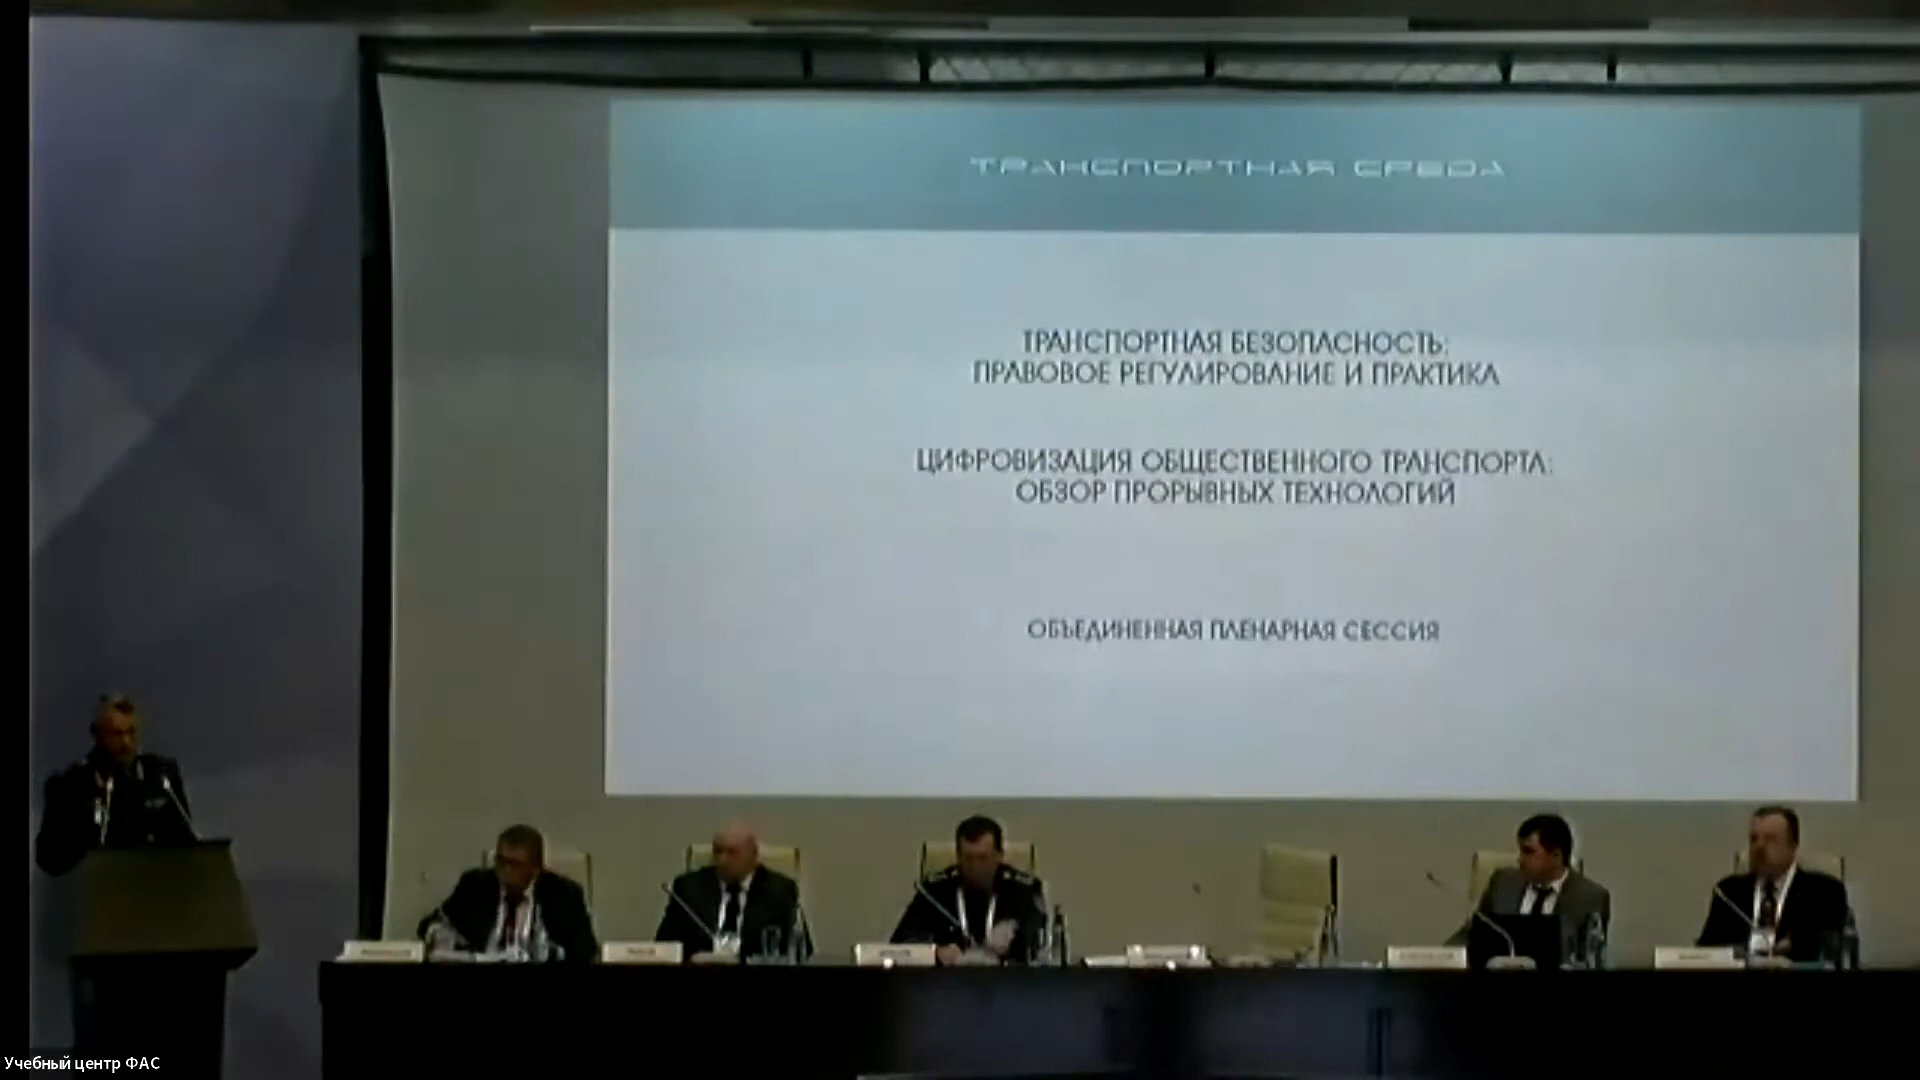 ТРАНСПОРТНАЯ СРЕДА
ТРАНСПОРТНАЯ БЕЗОПАСНОСТЬ:
ПРАВОВОЕ РЕГУЛИРОВАНИЕ И ПРАКТИКА
ЦИФРОВИЗАЦИЯ ОБЩЕСТВЕННОГО ТРАНСПОРТА:
ОБЗОР ПРОРЫВНЫХ ТЕХНОЛОГИЙ
ОБЪЕДИНЕННАЯ ПЛЕНАРНАЯ СЕССИЯ
Учебный центр ФАС